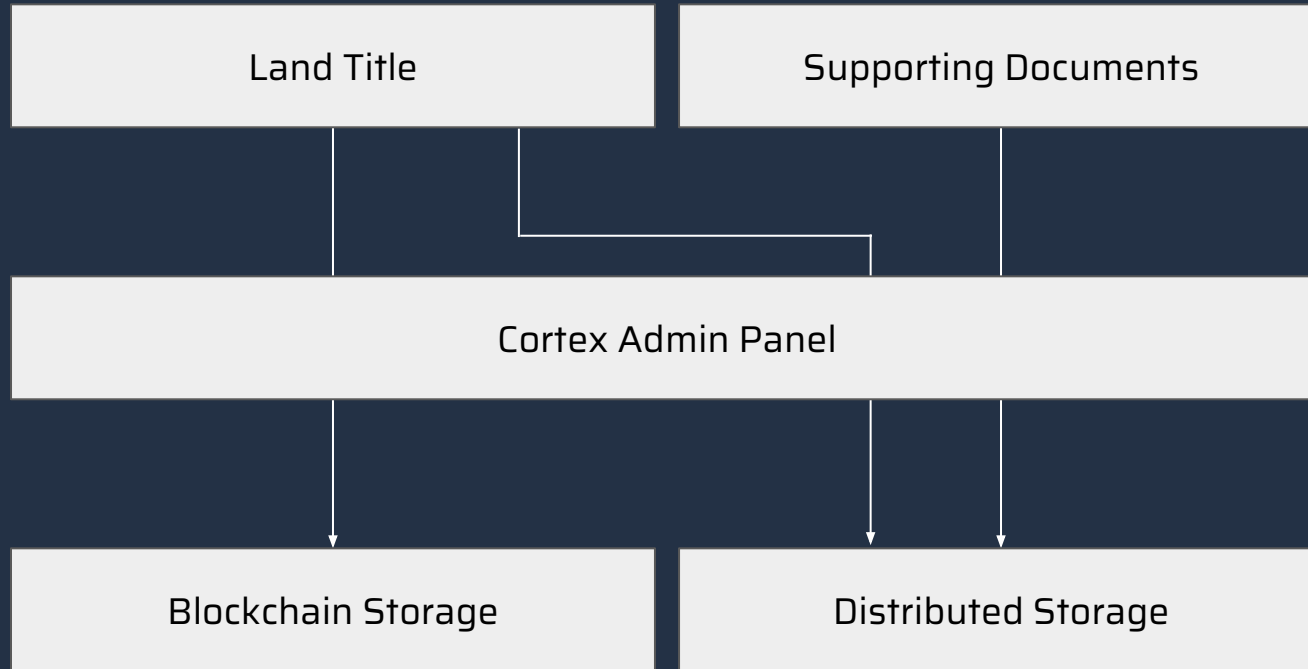 Land Title
Supporting Documents
Cortex Admin Panel
Blockchain Storage
Distributed Storage